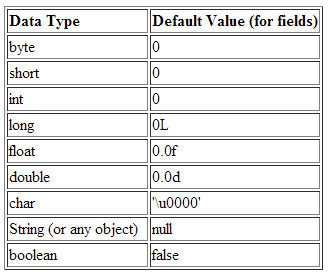 Data Type Default Value (for fields)
byte 0
short 0
int 0
long 0L
float 0.0f
double 0.0d
char '\u0000'
String (or any object) null
boolean false